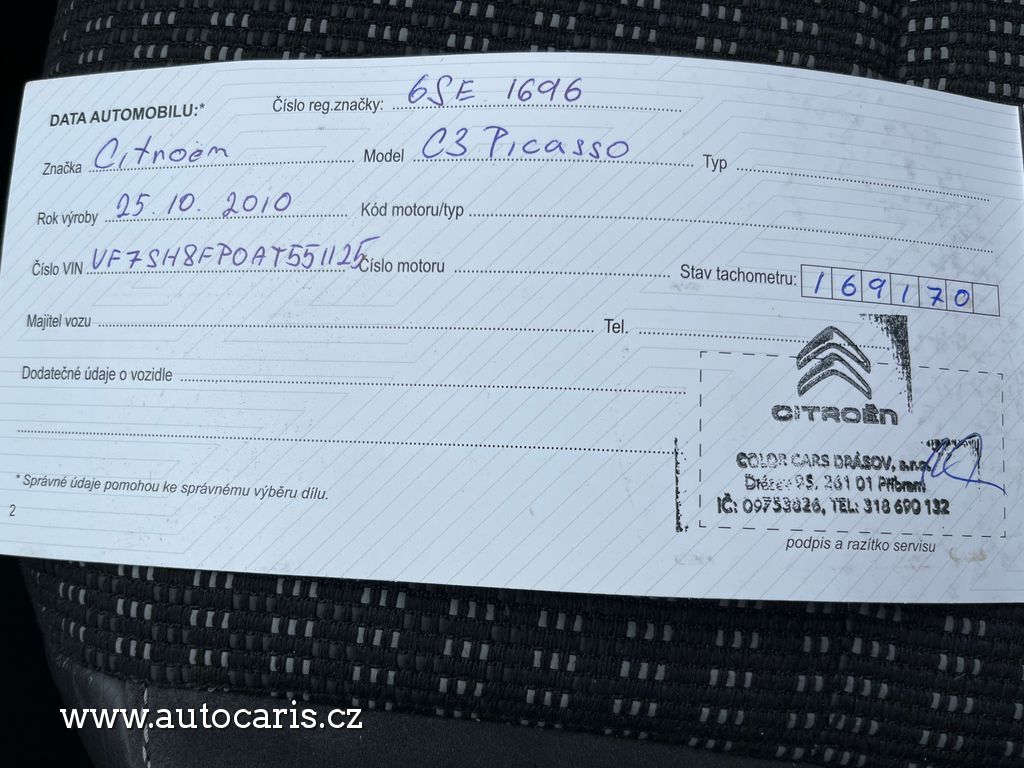 DATA AUTOMOBILU:* Číslo reg.značky: 6SE 1696
Značka Citroën Model C3 Picasso Typ
Rok výroby 25. 10. 2010 Kód motoru/typ
Číslo VIN VF7SH8FP0AT551125 Číslo motoru Stav tachometru: 169170
Majitel vozu Tel.
Dodatečné údaje o vozidle
CITROËN
COLOR CARS DRÁSOV, s.r.o.
95, 261 01 Příbram
IČ: 09753826, TEL: 318 690 132
* Správné údaje pomohou ke správnému výběru dílu.
2
podpis a razítko servisu
www.autocaris.cz